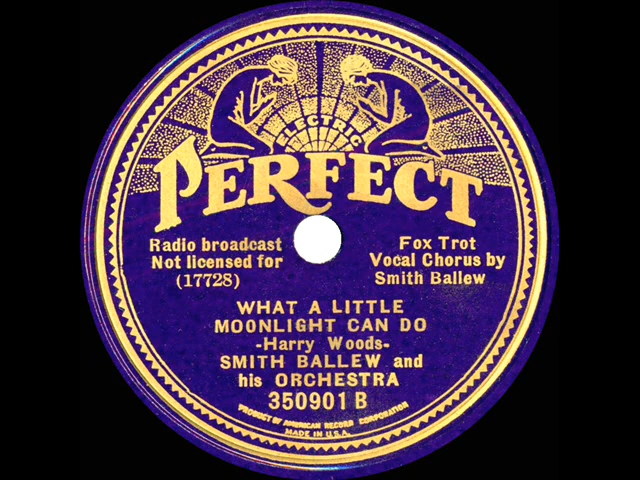 ELECTRIC
PERFECT
Radio broadcast
Not licensed for
(17728)
Fox Trot
Vocal Chorus by
Smith Ballew
WHAT A LITTLE
MOONLIGHT CAN DO
-Harry Woods-
SMITH BALLEW and
his ORCHESTRA
350901 B
PRODUCT OF AMERICAN RECORD CORPORATION
MADE IN U.S.A.